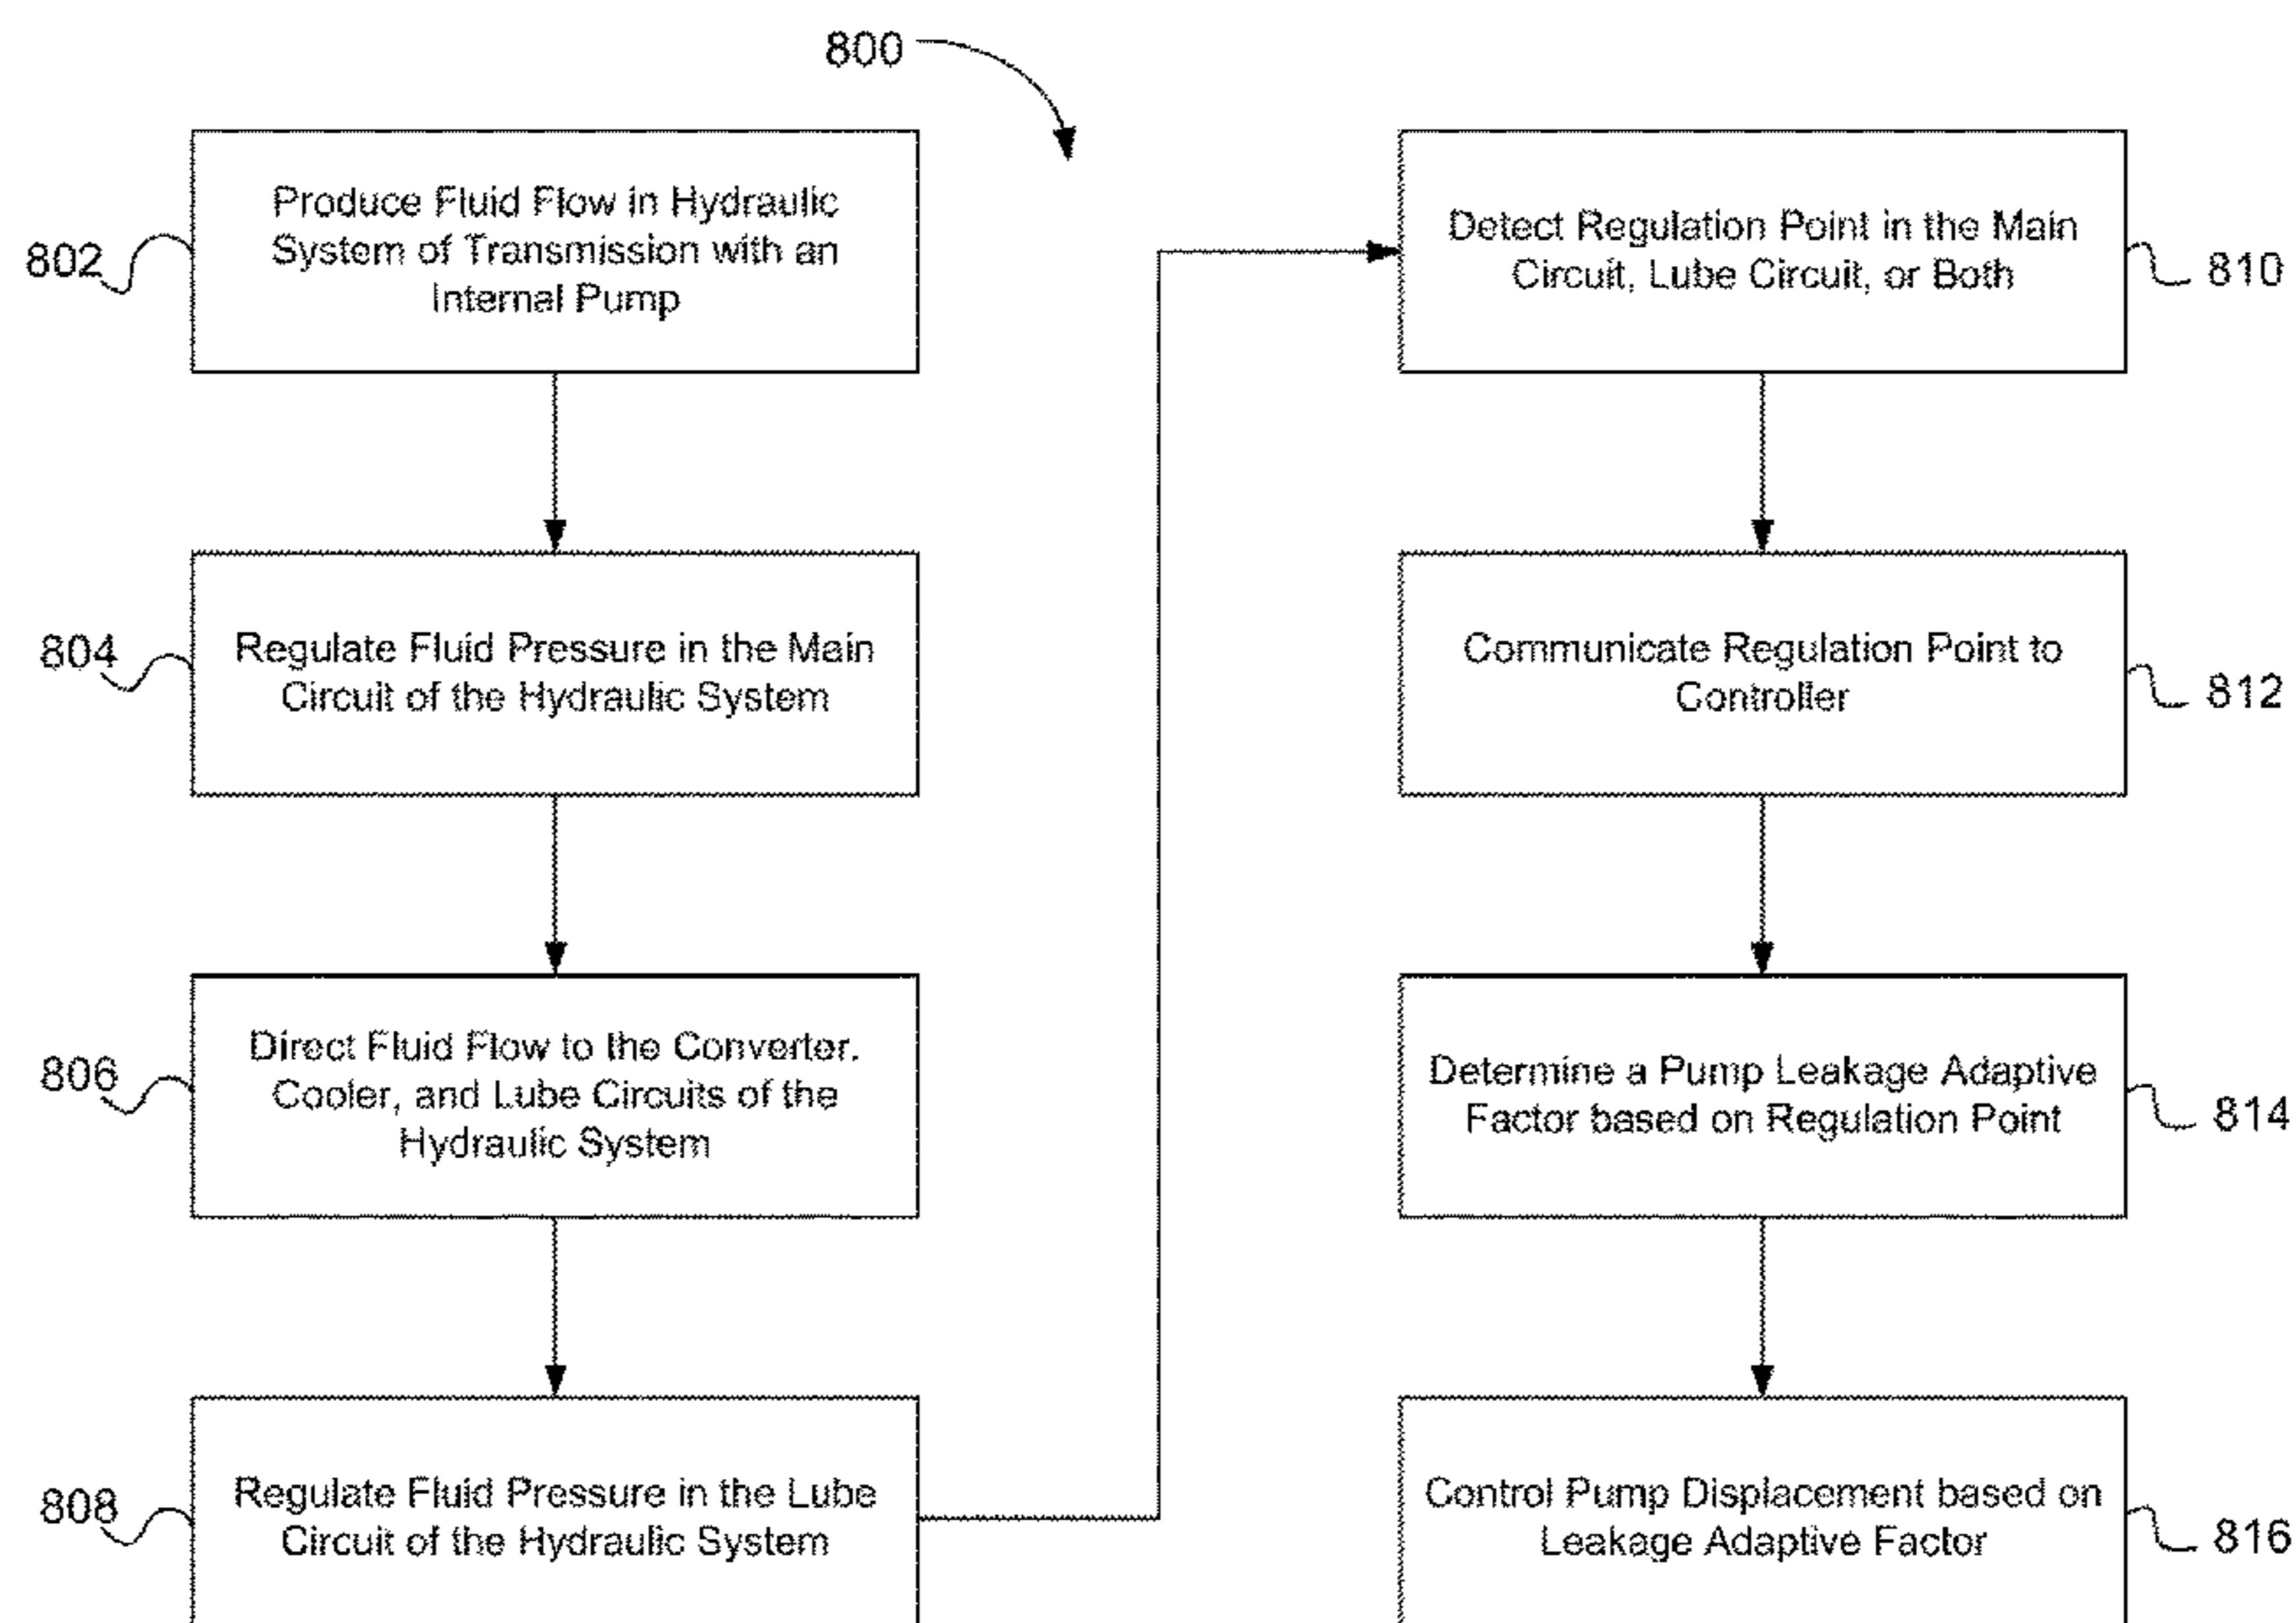 800
802
Produce Fluid Flow in Hydraulic
System of Transmission with an
Internal Pump
804
Regulate Fluid Pressure in the Main
Circuit of the Hydraulic System
806
Direct Fluid Flow to the Converter,
Cooler, and Lube Circuits of the
Hydraulic System
808
Regulate Fluid Pressure in the Lube
Circuit of the Hydraulic System
Detect Regulation Point in the Main
Circuit, Lube Circuit, or Both
810
Communicate Regulation Point to
Controller
812
Determine a Pump Leakage Adaptive
Factor based on Regulation Point
814
Control Pump Displacement based on
Leakage Adaptive Factor
816